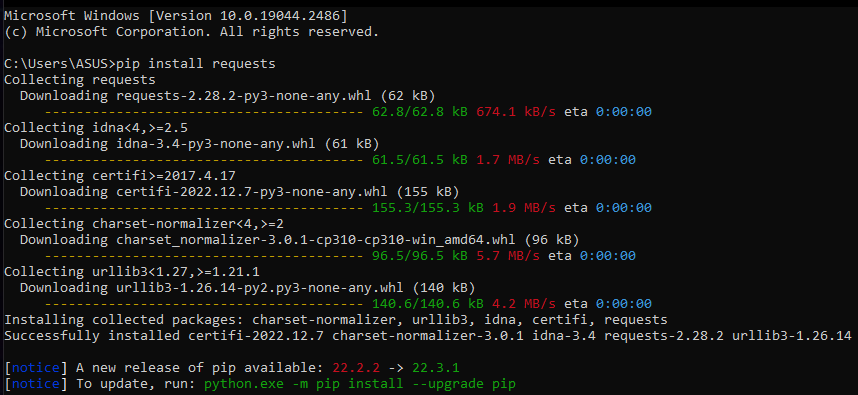 Microsoft Windows [Version 10.0.19044.2486]
(c) Microsoft Corporation. All rights reserved.
C:\Users\ASUS>pip install requests
Collecting requests
Downloading requests-2.28.2-py3-none-any.whl (62 kB)
---------------------------------------- 62.8/62.8 kB 674.1 kB/s eta 0:00:00
Collecting idna<4,>=2.5
Downloading idna-3.4-py3-none-any.whl (61 kB)
---------------------------------------- 61.5/61.5 kB 1.7 MB/s eta 0:00:00
Collecting certifi>=2017.4.17
Downloading certifi-2022.12.7-py3-none-any.whl (155 kB)
---------------------------------------- 155.3/155.3 kB 1.9 MB/s eta 0:00:00
Collecting charset-normalizer<4,>=2
Downloading charset_normalizer-3.0.1-cp310-cp310-win_amd64.whl (96 kB)
---------------------------------------- 96.5/96.5 kB 5.7 MB/s eta 0:00:00
Collecting urllib3<1.27,>=1.21.1
Downloading urllib3-1.26.14-py2.py3-none-any.whl (140 kB)
---------------------------------------- 140.6/140.6 kB 4.2 MB/s eta 0:00:00
Installing collected packages: charset-normalizer, urllib3, idna, certifi, requests
Successfully installed certifi-2022.12.7 charset-normalizer-3.0.1 idna-3.4 requests-2.28.2 urllib3-1.26.14
[notice] A new release of pip available: 22.2.2 -> 22.3.1
[notice] To update, run: python.exe -m pip install --upgrade pip